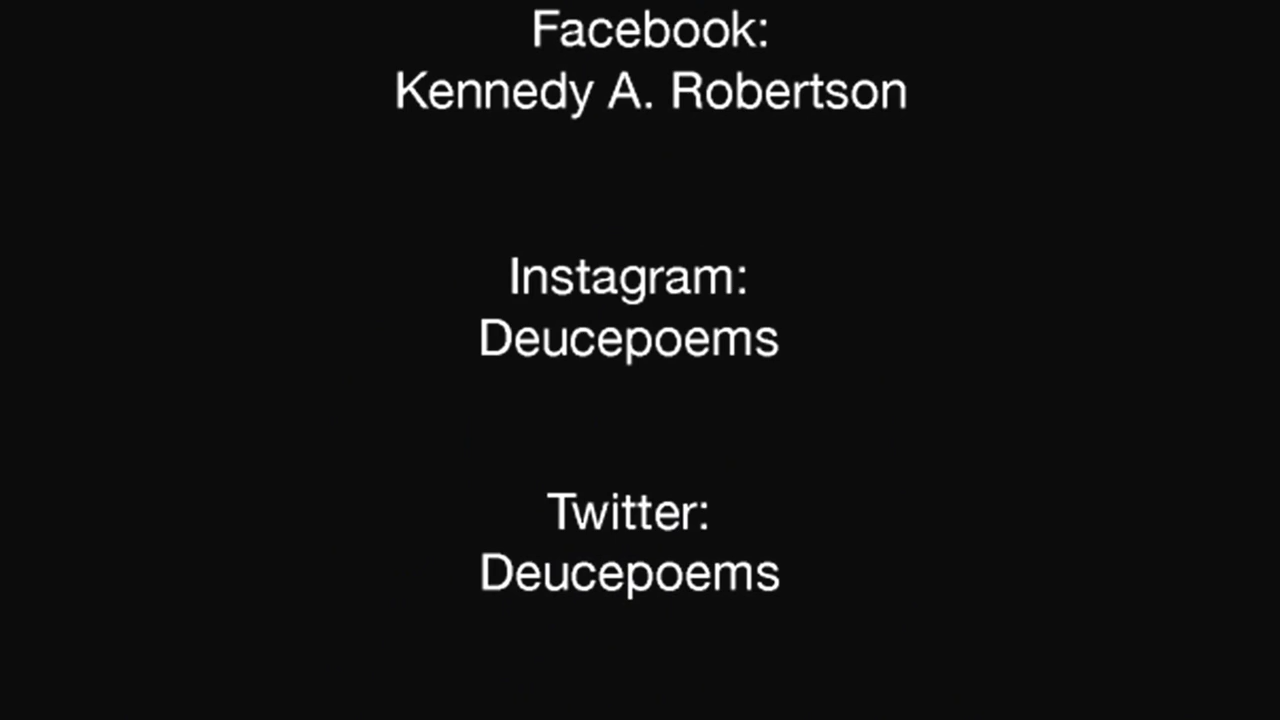 Facebook:
Kennedy A. Robertson
Instagram:
Deucepoems
Twitter:
Deucepoems